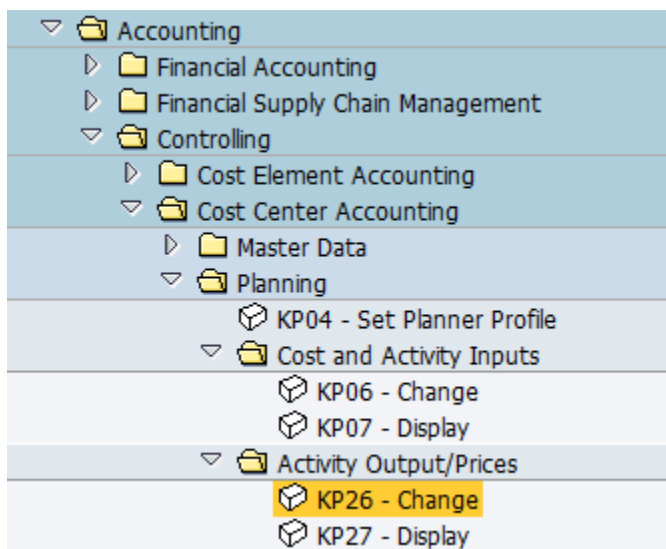 Accounting
Financial Accounting
Financial Supply Chain Management
Controlling
Cost Element Accounting
Cost Center Accounting
Master Data
Planning
KP04 - Set Planner Profile
Cost and Activity Inputs
KP06 - Change
KP07 - Display
Activity Output/Prices
KP26 - Change
KP27 - Display